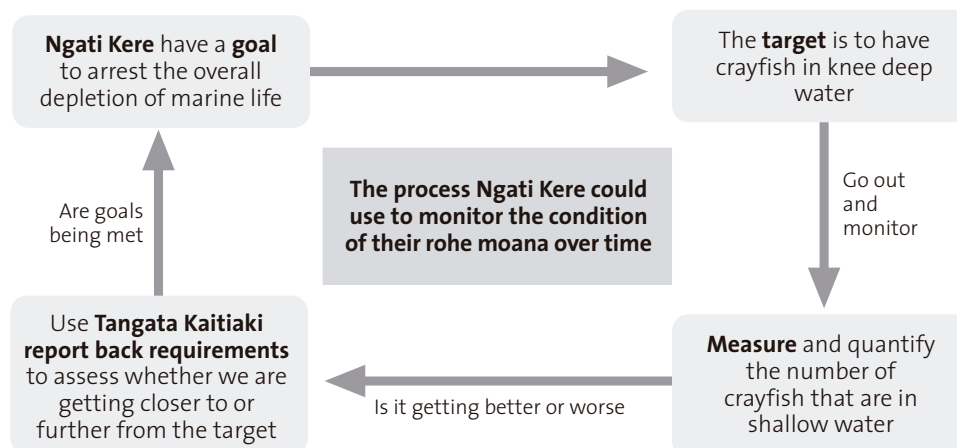 Ngati Kere have a goal
to arrest the overall
depletion of marine life
The target is to have
crayfish in knee deep
water
The process Ngati Kere could
use to monitor the condition
of their rohe moana over time
Go out
and
monitor
Are goals
being met
Use Tangata Kaitiaki
report back requirements
to assess whether we are
getting closer to or
further from the target
Measure and quantify
the number of
crayfish that are in
shallow water
Is it getting better or worse